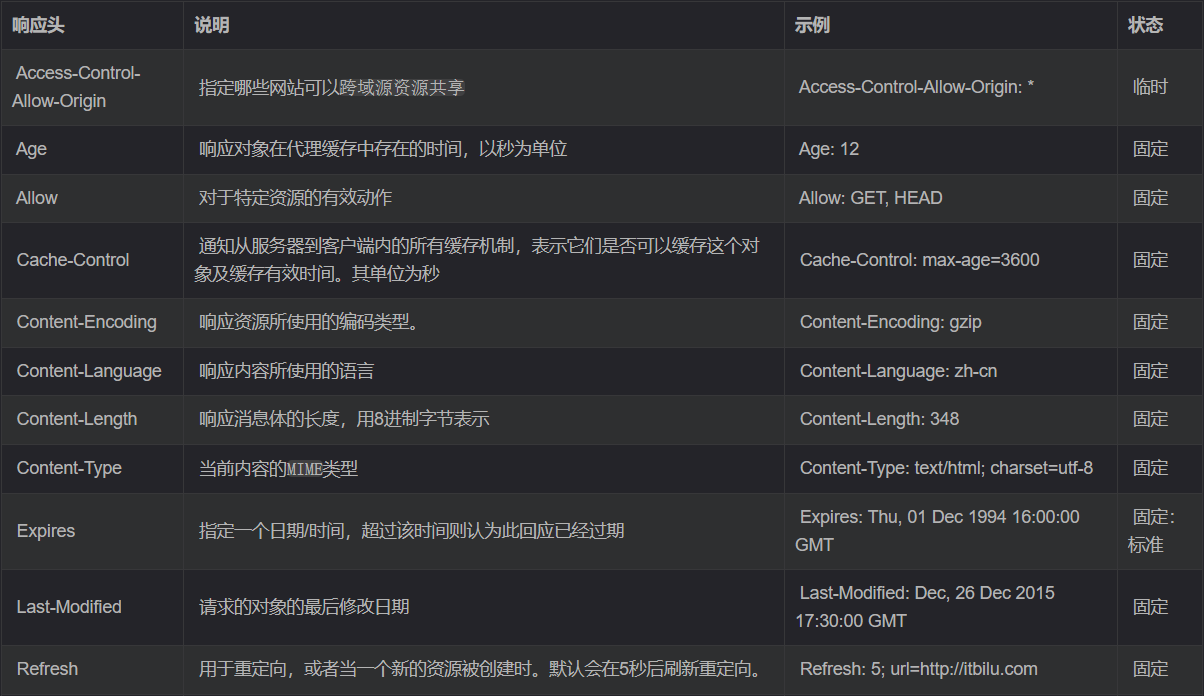 响应头 说明 示例 状态
Access-Control-
Allow-Origin
指定哪些网站可以跨域源资源共享
Access-Control-Allow-Origin: *
临时
Age 响应对象在代理缓存中存在的时间，以秒为单位 Age: 12 固定
Allow 对于特定资源的有效动作 Allow: GET, HEAD 固定
Cache-Control
通知从服务器到客户端内的所有缓存机制，表示它们是否可以缓存这个对
象及缓存有效时间。其单位为秒
Cache-Control: max-age=3600
固定
Content-Encoding 响应资源所使用的编码类型。 Content-Encoding: gzip 固定
Content-Language 响应内容所使用的语言 Content-Language: zh-cn 固定
Content-Length 响应消息体的长度，用8进制字节表示 Content-Length: 348 固定
Content-Type 当前内容的MIME类型 Content-Type: text/html; charset=utf-8 固定
Expires
指定一个日期/时间，超过该时间则认为此回应已经过期
Expires: Thu, 01 Dec 1994 16:00:00
GMT
固定:
标准
Last-Modified
请求的对象的最后修改日期
Last-Modified: Dec, 26 Dec 2015
17:30:00 GMT
固定
Refresh 用于重定向，或者当一个新的资源被创建时。默认会在5秒后刷新重定向。 Refresh: 5; url=http://itbilu.com 固定